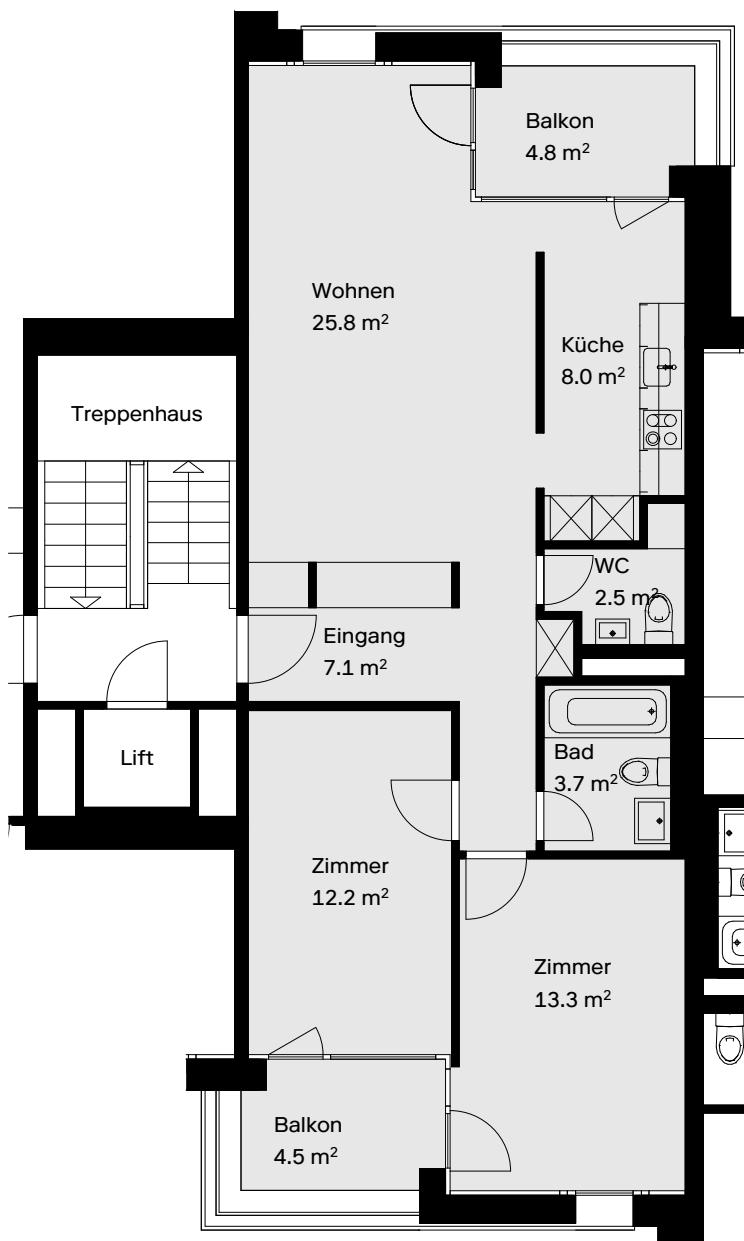 Balkon
4.8 m²
Wohnen
25.8 m²
Küche
8.0 m²
Treppenhaus
WC
2.5 m²
Eingang
7.1 m²
Lift
Bad
3.7 m²
Zimmer
12.2 m²
Zimmer
13.3 m²
Balkon
4.5 m²